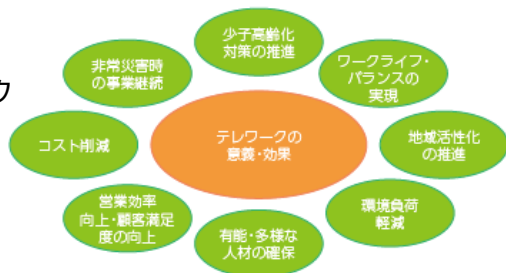 少子高齢化
対策の推進
ワークライフ・
バランスの
実現
地域活性化
の推進
環境負荷
軽減
有能・多様な
人材の確保
営業効率
向上・顧客満足
度の向上
コスト削減
非常災害時
の事業継続
テレワークの
意義・効果